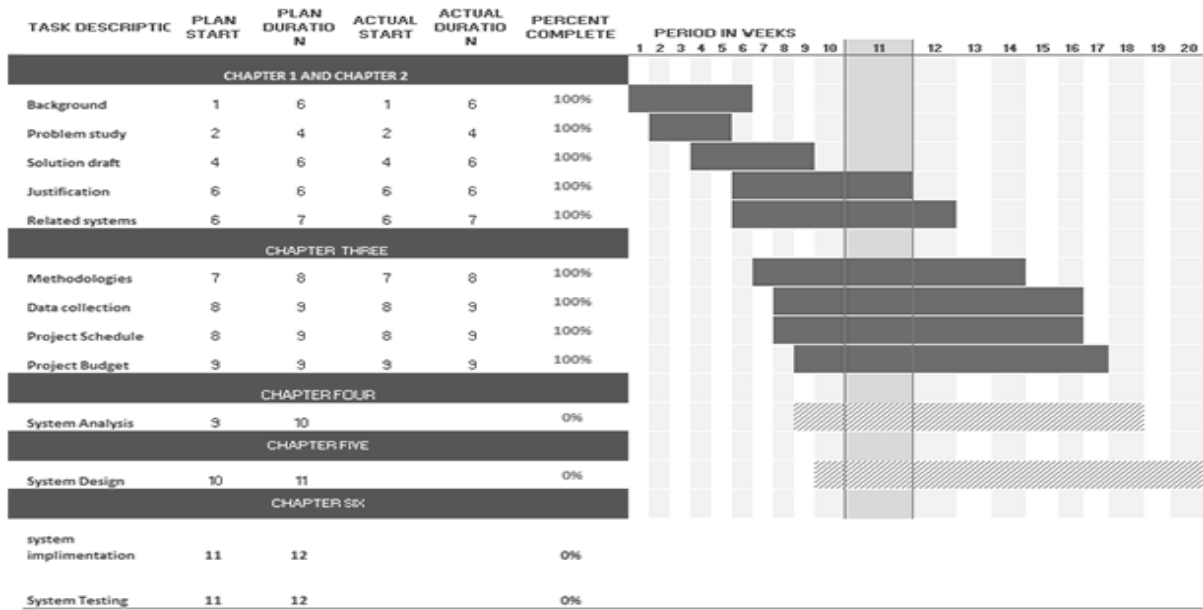 TASK DESCRIPTIC PLAN START PLAN DURATIO N ACTUAL START ACTUAL DURATIO N PERCENT COMPLETE PERIOD IN WEEKS
1 2 3 4 5 6 7 8 9 10 11 12 13 14 15 16 17 18 19 20
CHAPTER 1 AND CHAPTER 2
Background 1 6 1 6 100%
Problem study 2 4 2 4 100%
Solution draft 4 6 4 6 100%
Justification 6 6 6 6 100%
Related systems 6 7 6 7 100%
CHAPTER THREE
Methodologies 7 8 7 8 100%
Data collection 8 9 8 9 100%
Project Schedule 8 9 8 9 100%
Project Budget 9 9 9 9 100%
CHAPTER FOUR
System Analysis 9 10 0%
CHAPTER FIVE
System Design 10 11 0%
CHAPTER SIX
system
implimentation 11 12 0%
System Testing 11 12 0%